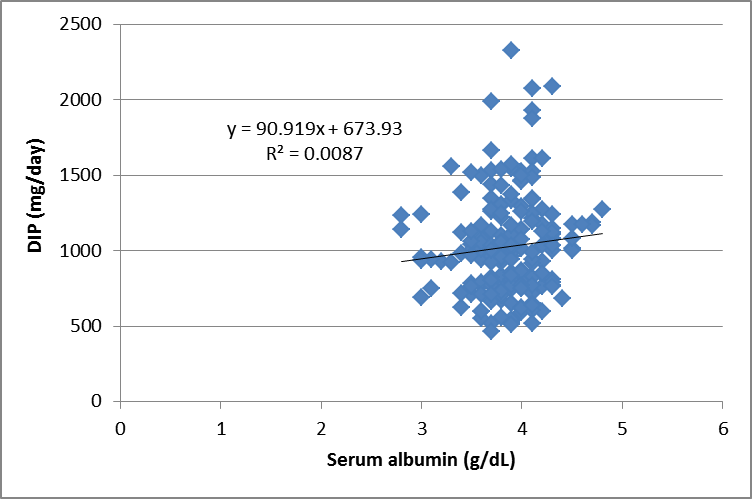 2500
2000
1500
1000
500
0
DIP (mg/day)
y = 90.919x + 673.93
R² = 0.0087
0 1 2 3 4 5 6
Serum albumin (g/dL)